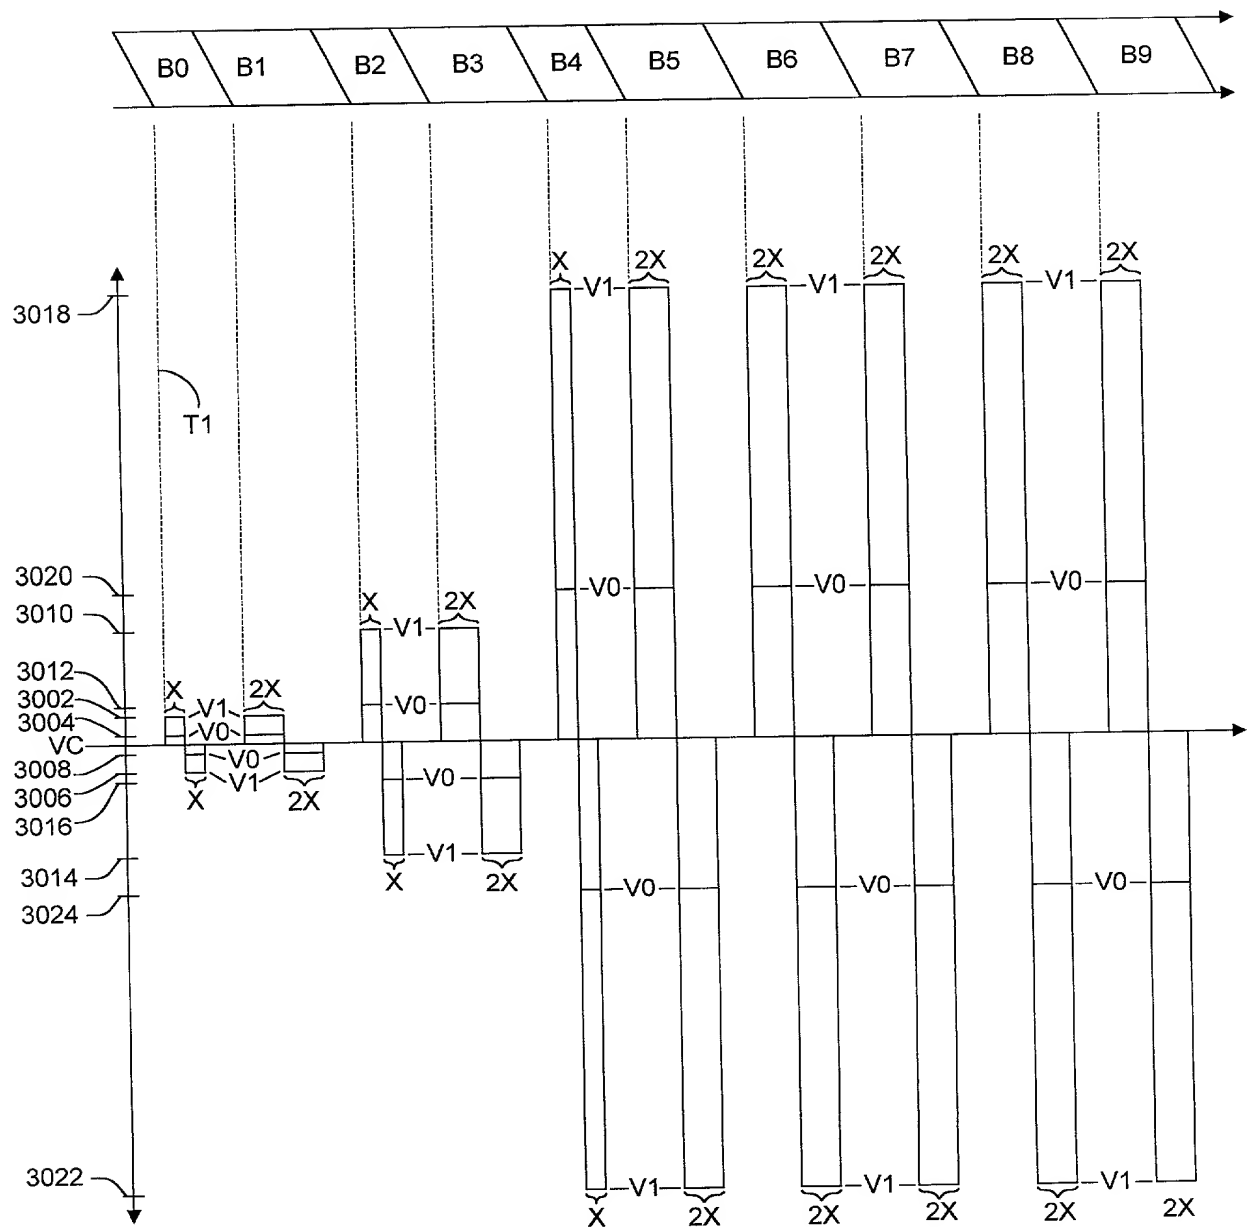 B0 B1 B2 B3 B4 B5 B6 B7 B8 B9
X 2X 2X 2X 2X 2X
3018 V1 V1 V1
T1
3020 V0 V0 V0
X 2X
3010 V1
3012 X 2X
3002 V1 V0
3004 V0
VC
3008 V0 V0
3006 V1
X 2X
3016
3014 V1
X 2X
V0 V0 V0
3024
3022 V1 V1 V1
X 2X 2X 2X 2X 2X